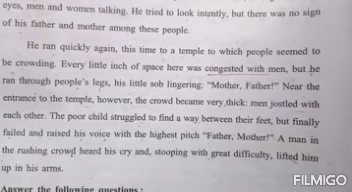 eyes, men and women talking. He tried to look intently, but there was no sign
of his father and mother among these people.
He ran quickly again, this time to a temple to which people seemed to
be crowding. Every little inch of space here was congested with men, but he
ran through people's legs, his little sob lingering: "Mother, Father!" Near the
entrance to the temple, however, the crowd became very thick: men jostled with
each other. The poor child struggled to find a way between their feet, but finally
failed and raised his voice with the highest pitch "Father, Mother!" A man in
the rushing crowd heard his cry and, stooping with great difficulty, lifted him
up in his arms.
Answer the following questions :
FILMIGO